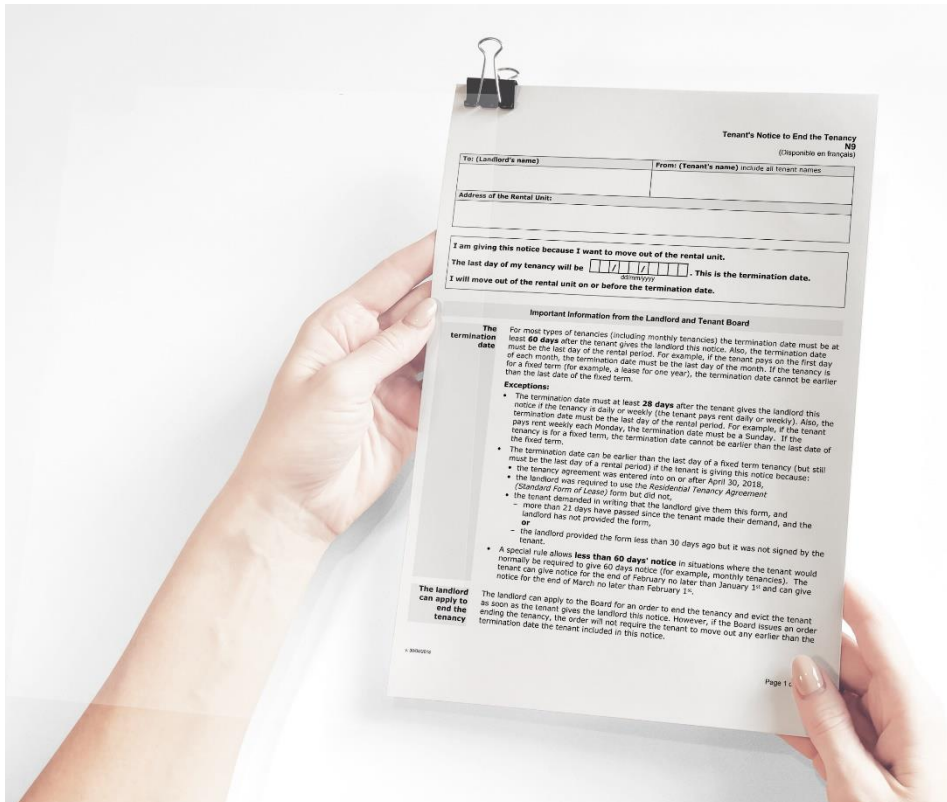 Tenant's Notice to End the Tenancy
N9
(Disponible en français)
To: (Landlord's name)
From: (Tenant's name) include all tenant names
Address of the Rental Unit:
I am giving this notice because I want to move out of the rental unit.
The last day of my tenancy will be / / . This is the termination date.
dd/mm/yyyy
I will move out of the rental unit on or before the termination date.
Important Information from the Landlord and Tenant Board
The
termination
date
For most types of tenancies (including monthly tenancies) the termination date must be at
least 60 days after the tenant gives the landlord this notice. Also, the termination date
must be the last day of the rental period. For example, if the tenant pays on the first day
of each month, the termination date must be the last day of the month. If the tenancy is
for a fixed term (for example, a lease for one year), the termination date cannot be earlier
than the last date of the fixed term.
Exceptions:
• The termination date must at least 28 days after the tenant gives the landlord this
notice if the tenancy is daily or weekly (the tenant pays rent daily or weekly). Also, the
termination date must be the last day of the rental period. For example, if the tenant
pays rent weekly each Monday, the termination date must be a Sunday. If the
tenancy is for a fixed term, the termination date cannot be earlier than the last date of
the fixed term.
• The termination date can be earlier than the last day of a fixed term tenancy (but still
must be the last day of a rental period) if the tenant is giving this notice because:
• the tenancy agreement was entered into on or after April 30, 2018,
• the landlord was required to use the Residential Tenancy Agreement
(Standard Form of Lease) form but did not,
• the tenant demanded in writing that the landlord give them this form, and
– more than 21 days have passed since the tenant made their demand, and the
landlord has not provided the form,
or
– the landlord provided the form less than 30 days ago but it was not signed by the
tenant.
• A special rule allows less than 60 days' notice in situations where the tenant would
normally be required to give 60 days notice (for example, monthly tenancies). The
tenant can give notice for the end of February no later than January 1st and can give
notice for the end of March no later than February 1st.
The landlord
can apply to
end the
tenancy
The landlord can apply to the Board for an order to end the tenancy and evict the tenant
as soon as the tenant gives the landlord this notice. However, if the Board issues an order
ending the tenancy, the order will not require the tenant to move out any earlier than the
termination date the tenant included in this notice.
Page 1